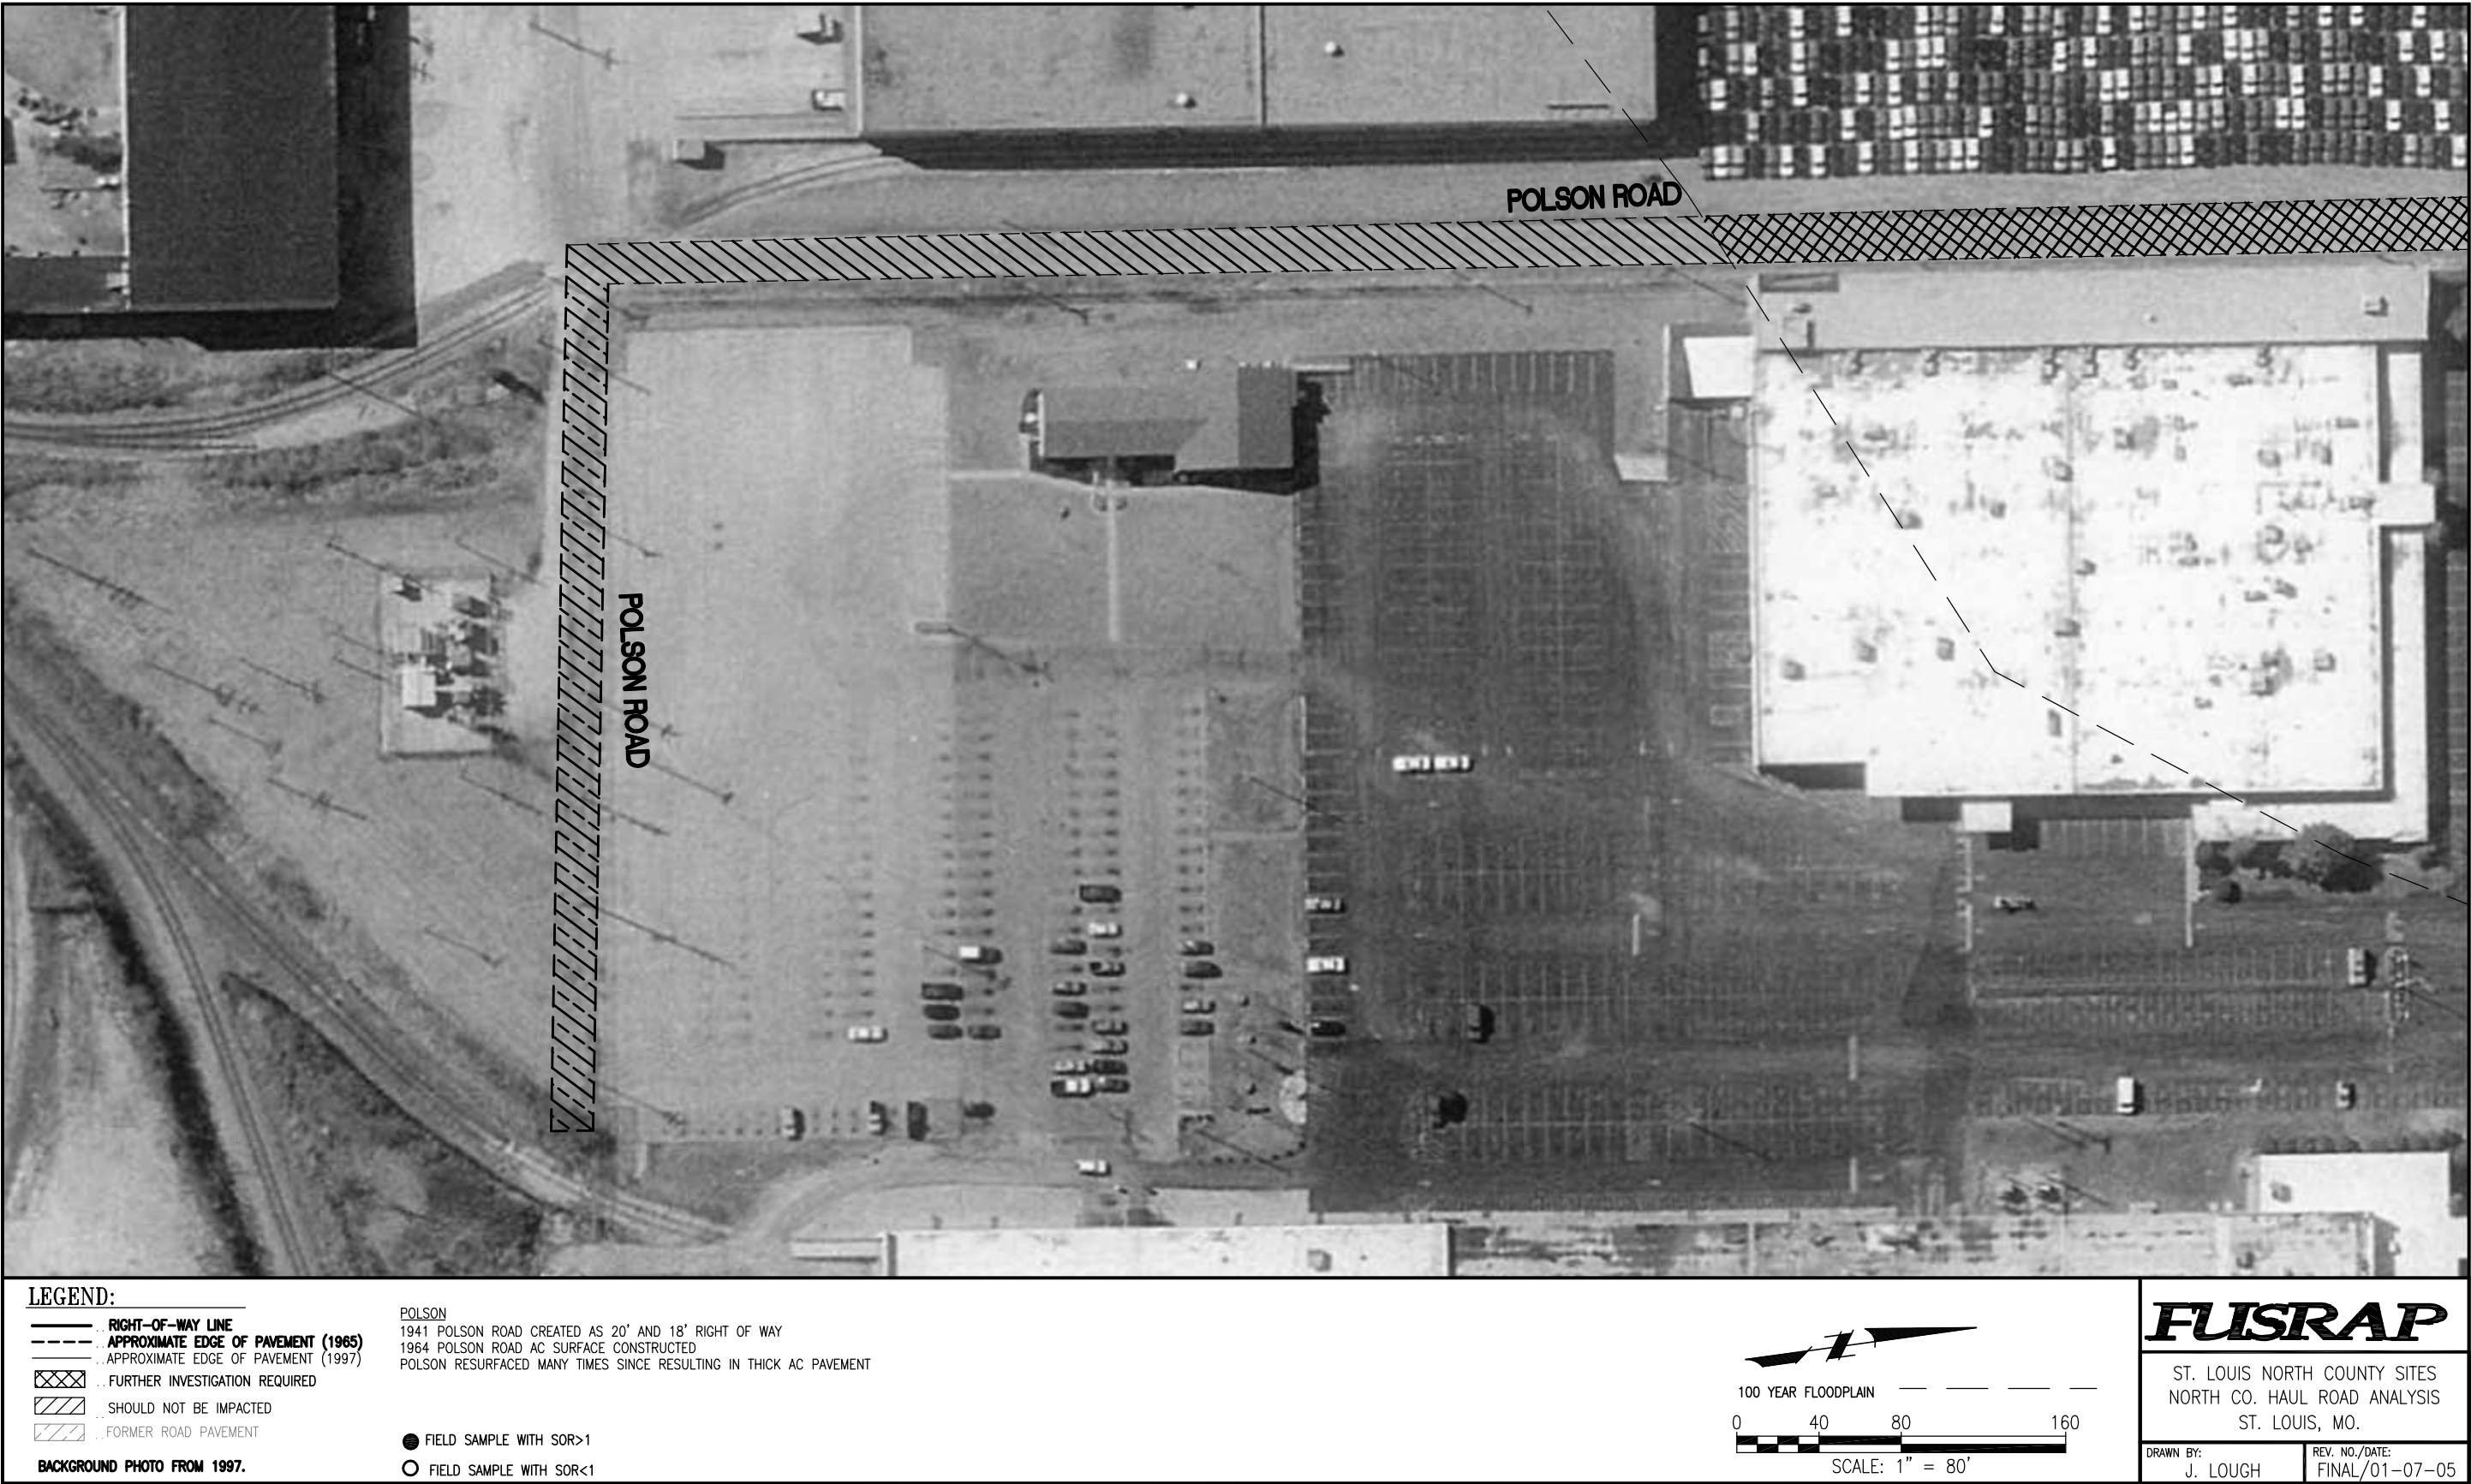 POLSON ROAD
POLSON ROAD
LEGEND:
RIGHT-OF-WAY LINE
APPROXIMATE EDGE OF PAVEMENT (1965)
APPROXIMATE EDGE OF PAVEMENT (1997)
FURTHER INVESTIGATION REQUIRED
SHOULD NOT BE IMPACTED
FORMER ROAD PAVEMENT
BACKGROUND PHOTO FROM 1997.
POLSON
1941 POLSON ROAD CREATED AS 20' AND 18' RIGHT OF WAY
1964 POLSON ROAD AC SURFACE CONSTRUCTED
POLSON RESURFACED MANY TIMES SINCE RESULTING IN THICK AC PAVEMENT
FIELD SAMPLE WITH SOR>1
FIELD SAMPLE WITH SOR<1
N
100 YEAR FLOODPLAIN
0 40 80 160
SCALE: 1" = 80'
FUSRAP
ST. LOUIS NORTH COUNTY SITES
NORTH CO. HAUL ROAD ANALYSIS
ST. LOUIS, MO.
DRAWN BY:
J. LOUGH
REV. NO./DATE:
FINAL/01-07-05